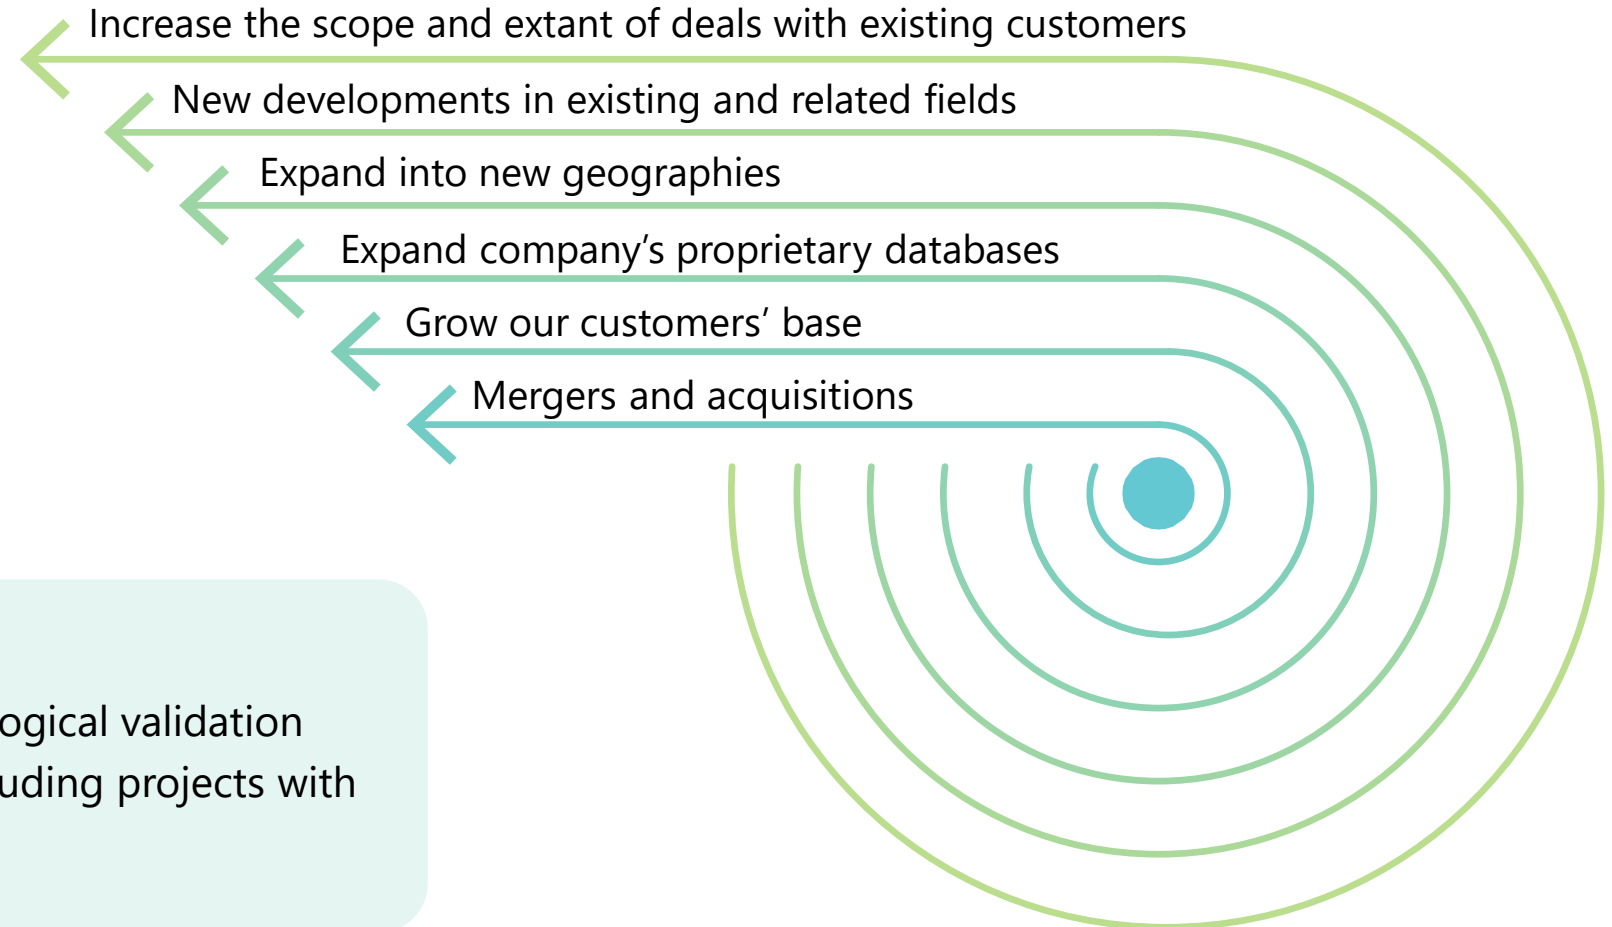 Increase the scope and extant of deals with existing customers
New developments in existing and related fields
Expand into new geographies
Expand company’s proprietary databases
Grow our customers’ base
Mergers and acquisitions
ogical validation
uding projects with